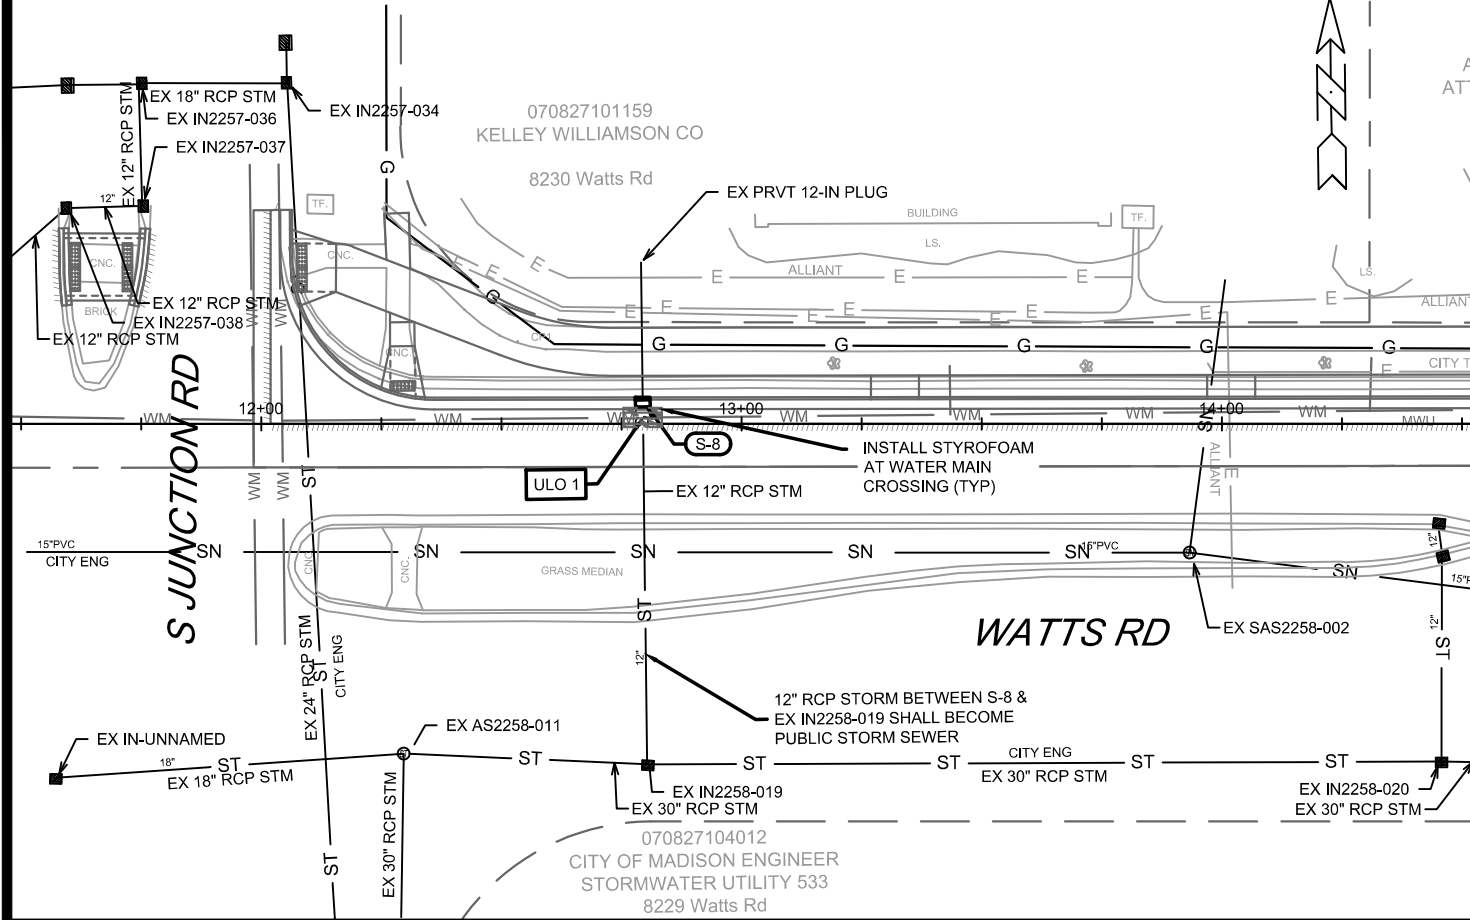 EX 18" RCP STM
EX IN2257-036
EX IN2257-034
EX IN2257-037
EX 12" RCP STM
12"
070827101159
KELLEY WILLIAMSON CO
8230 Watts Rd
EX PRVT 12-IN PLUG
TF.
BUILDING
TF.
LS.
LS.
ALLIANT
ALLIANT
CNC.
BRICK
EX 12" RCP STM
EX IN2257-038
EX 12" RCP STM
CNC.
CNC.
G
G
G
G
G
G
G
E
E
E
E
E
E
E
E
E
E
E
E
E
E
CITY T
WM
WM
12+00
13+00
14+00
WM
WM
WM
WM
WM
WM
MWU
S JUNCTION RD
S-8
ULO 1
INSTALL STYROFOAM
AT WATER MAIN
CROSSING (TYP)
EX 12" RCP STM
WM
WM
ST
ALLIANT
E
15"PVC
CITY ENG
SN
SN
SN
SN
SN
15"PVC
SN
CNC.
CNC.
GRASS MEDIAN
12"
ST
12"
12"
ST
WATTS RD
EX SAS2258-002
EX 24" RCP STM
ST
CITY ENG
12" RCP STORM BETWEEN S-8 &
EX IN2258-019 SHALL BECOME
PUBLIC STORM SEWER
EX AS2258-011
EX IN-UNNAMED
18"
ST
EX 18" RCP STM
ST
ST
ST
CITY ENG
ST
ST
EX 30" RCP STM
EX IN2258-019
EX 30" RCP STM
EX IN2258-020
EX 30" RCP STM
EX 30" RCP STM
ST
070827104012
CITY OF MADISON ENGINEER
STORMWATER UTILITY 533
8229 Watts Rd